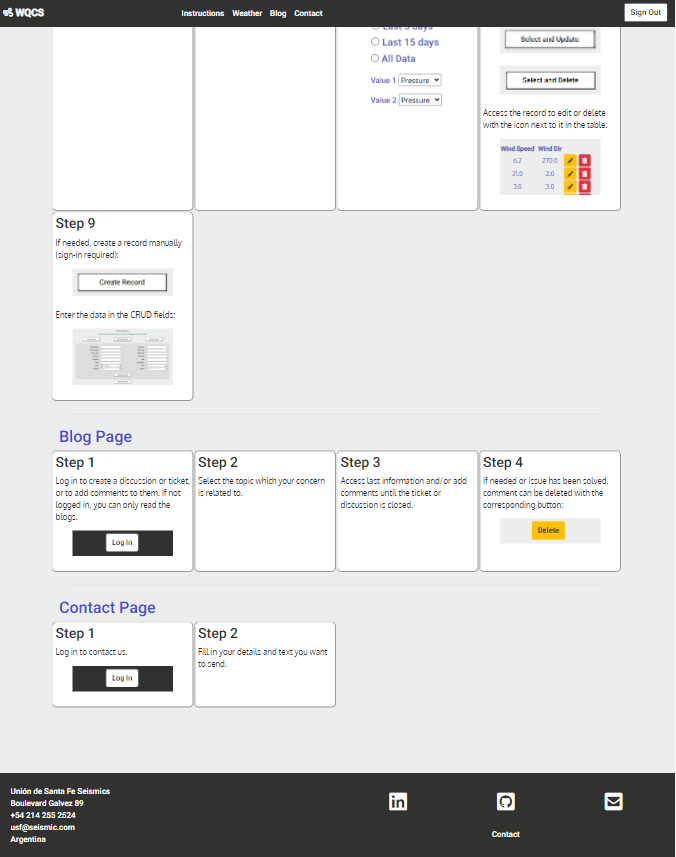 WQCS
Instructions Weather Blog Contact
Sign Out
Last 15 days
All Data
Value 1 Pressure
Value 2 Pressure
Select and Update
Select and Delete
Access the record to edit or delete
with the icon next to it in the table:
Wind Speed Wind Dir
6.2 270.0
21.0 2.0
3.0 3.0
Step 9
If needed, create a record manually
(sign-in required):
Create Record
Enter the data in the CRUD fields:
Blog Page
Step 1
Log in to create a discussion or ticket,
or to add comments to them. If not
logged in, you can only read the
blogs.
Log In
Step 2
Select the topic which your concern
is related to.
Step 3
Access last information and/or add
comments until the ticket or
discussion is closed.
Step 4
If needed or issue has been solved,
comment can be deleted with the
corresponding button:
Delete
Contact Page
Step 1
Log in to contact us.
Log In
Step 2
Fill in your details and text you want
to send.
Unión de Santa Fe Seismics
Boulevard Galvez 89
+54 214 255 2524
usf@seismic.com
Argentina
Contact